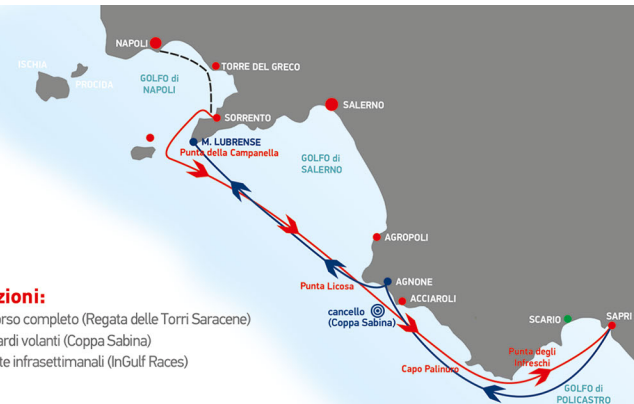 NAPOLI
ISCHIA
PROCIDA
GOLFO di
NAPOLI
TORRE DEL GRECO
SORRENTO
SALERNO
M. LUBRENSE
Punta della Campanella
GOLFO di
SALERNO
AGROPOLI
Punta Licosa
AGNONE
ACCIAROLI
cancello
(Coppa Sabina)
SCARIO
SAPRI
Punta degli
Infreschi
Capo Palinuro
GOLFO di
POLICASTRO
zioni:
orso completo (Regata delle Torri Saracene)
ardi volanti (Coppa Sabina)
te infrasettimanali (InGulf Races)